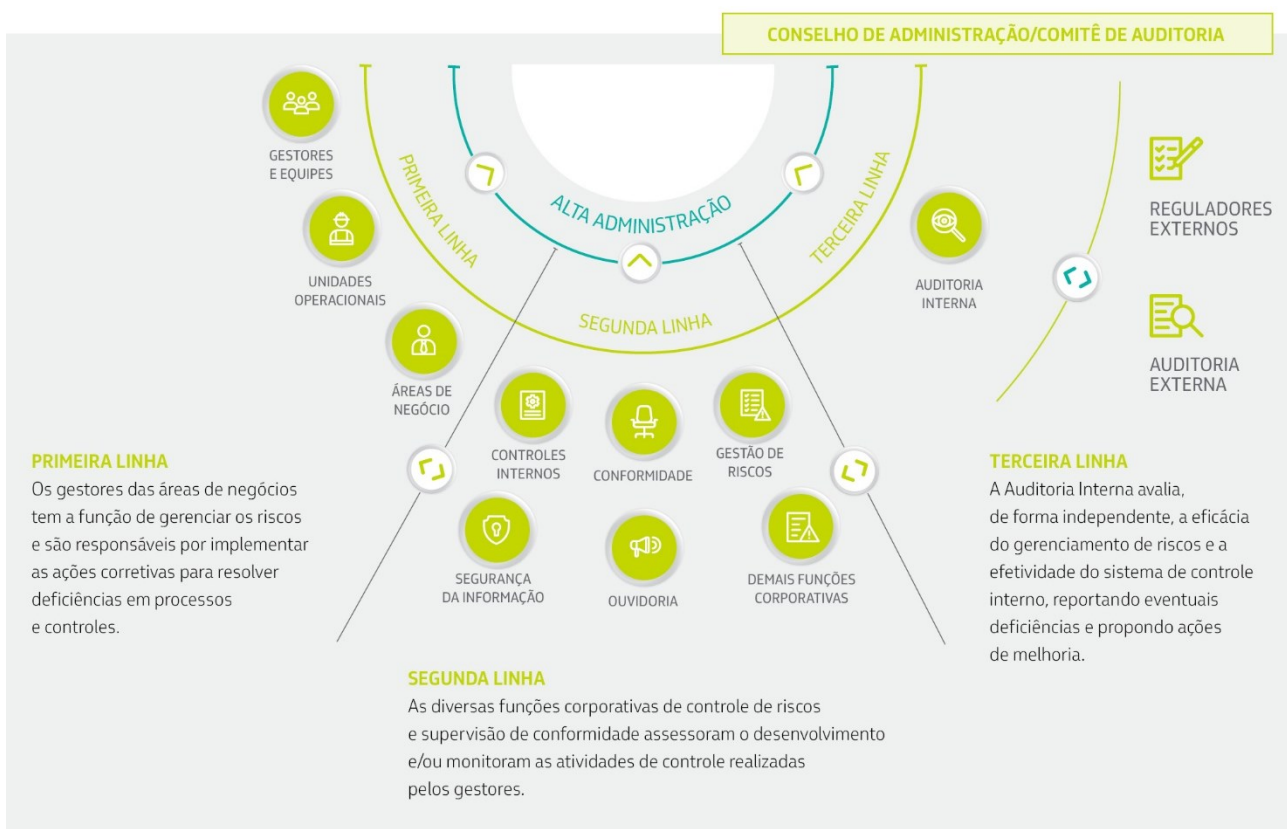 CONSELHO DE ADMINISTRAÇÃO/COMITÊ DE AUDITORIA
GESTORES
E EQUIPES
UNIDADES
OPERACIONAIS
ÁREAS DE
NEGÓCIO
PRIMEIRA LINHA
ALTA ADMINISTRAÇÃO
SEGUNDA LINHA
TERCEIRA LINHA
CONTROLES
INTERNOS
CONFORMIDADE
GESTÃO DE
RISCOS
SEGURANÇA
DA INFORMAÇÃO
OUVIDORIA
DEMAIS FUNÇÕES
CORPORATIVAS
AUDITORIA
INTERNA
REGULADORES
EXTERNOS
AUDITORIA
EXTERNA
PRIMEIRA LINHA
Os gestores das áreas de negócios
tem a função de gerenciar os riscos
e são responsáveis por implementar
as ações corretivas para resolver
deficiências em processos
e controles.
SEGUNDA LINHA
As diversas funções corporativas de controle de riscos
e supervisão de conformidade assessoram o desenvolvimento
e/ou monitoram as atividades de controle realizadas
pelos gestores.
TERCEIRA LINHA
A Auditoria Interna avalia,
de forma independente, a eficácia
do gerenciamento de riscos e a
efetividade do sistema de controle
interno, reportando eventuais
deficiências e propondo ações
de melhoria.